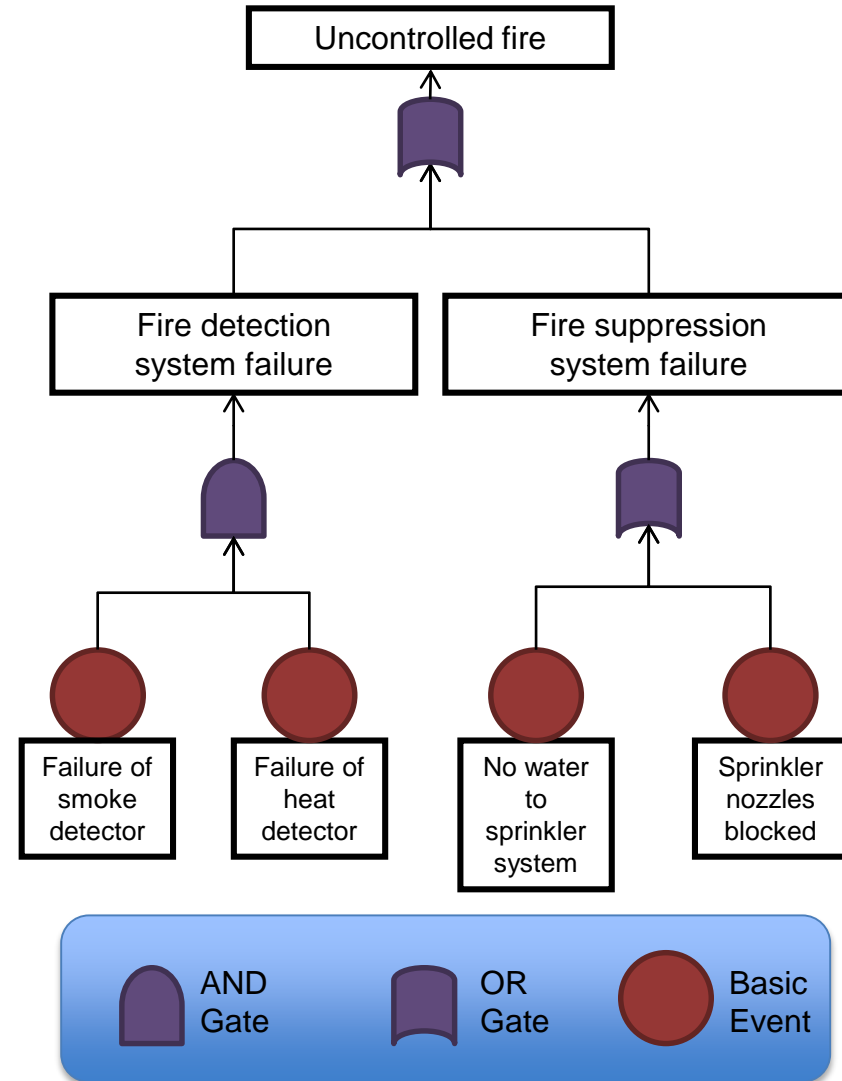 Uncontrolled fire
Fire detection
system failure
Fire suppression
system failure
Failure of
smoke
detector
Failure of
heat
detector
No water
to
sprinkler
system
Sprinkler
nozzles
blocked
AND
Gate
OR
Gate
Basic
Event